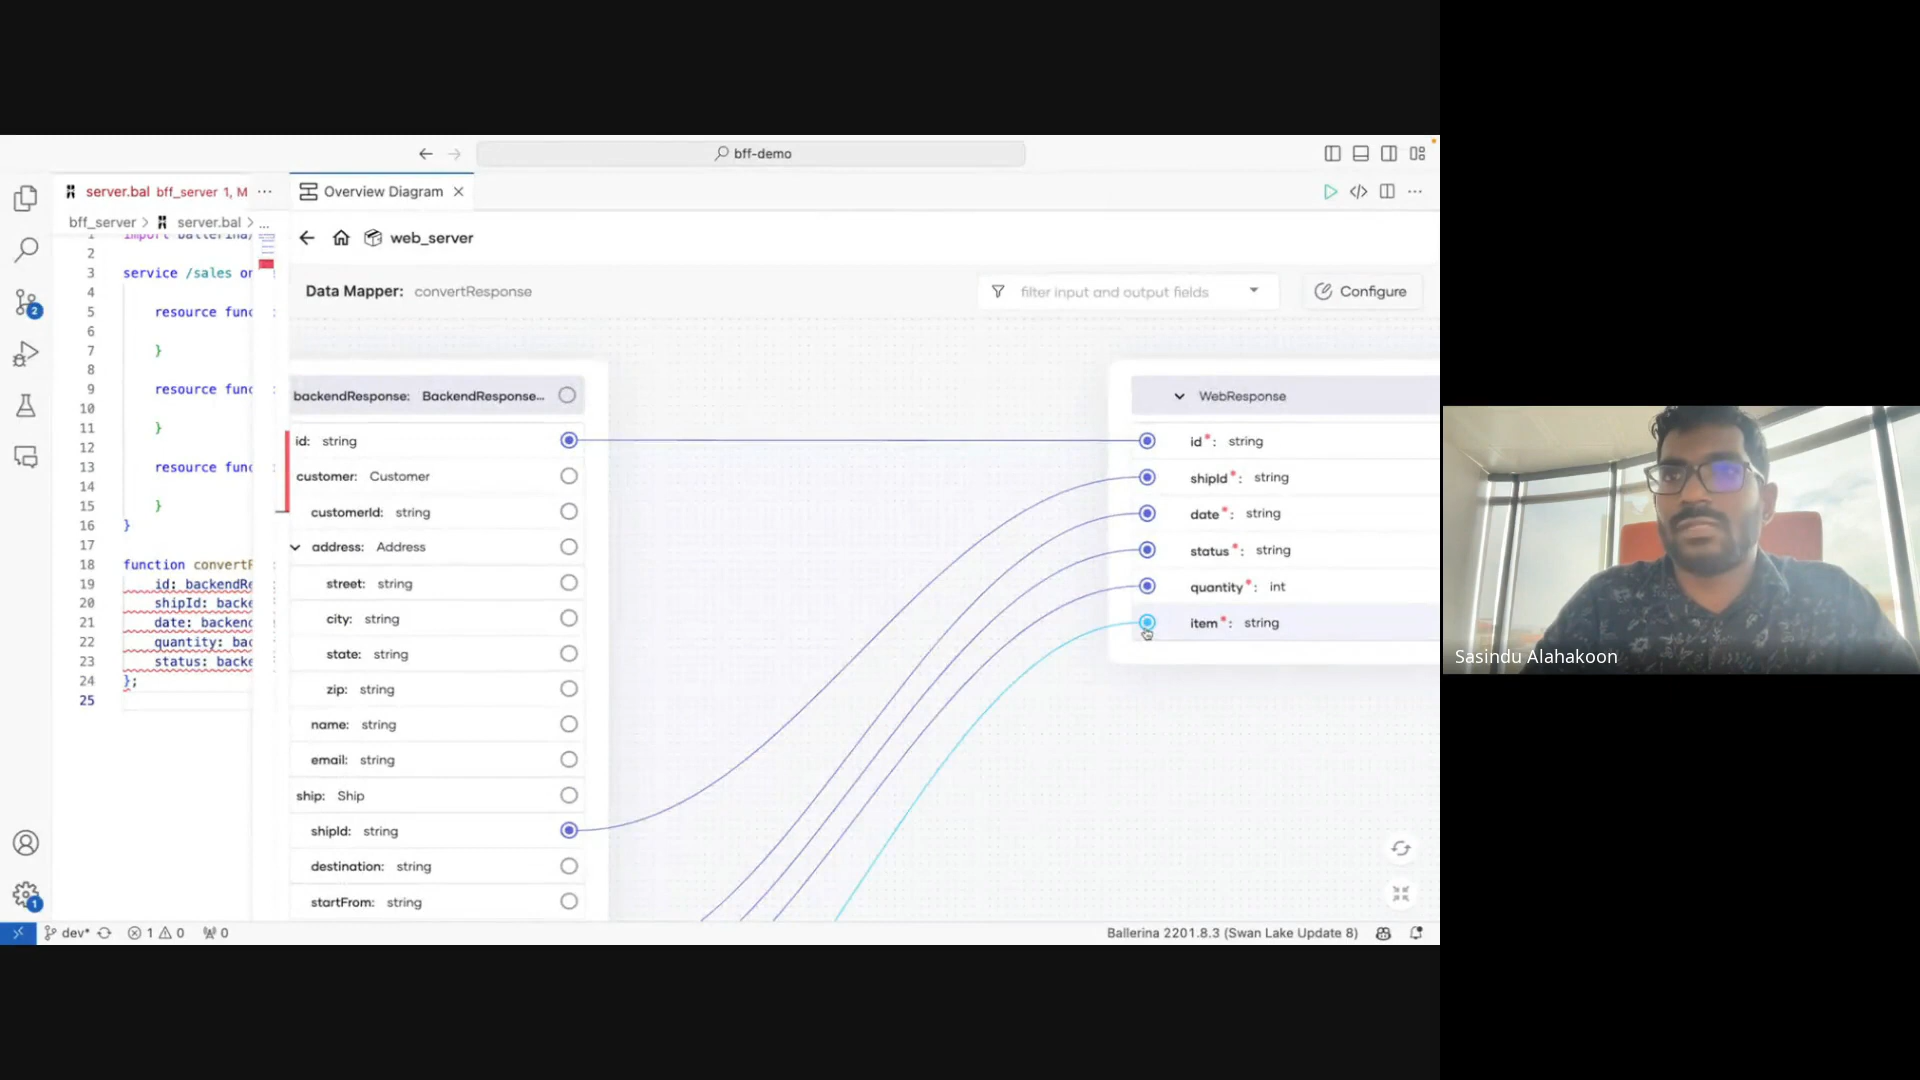 bff-demo
server.bal bff_server 1, M ...
Overview Diagram
bff_server > server.bal > ...
web_server
Data Mapper: convertResponse
filter input and output fields
Configure
2
3 service /sales on
4
5 resource func
6
7 }
8
9 resource func
10
11 }
12
13 resource func
14
15 }
16 }
17
18 function convertR
19 id: backendRe
20 shipId: backe
21 date: backend
22 quantity: bac
23 status: backe
24 };
25
backendResponse: BackendResponse...
id: string
customer: Customer
customerId: string
address: Address
street: string
city: string
state: string
zip: string
name: string
email: string
ship: Ship
shipId: string
destination: string
startFrom: string
WebResponse
id*: string
shipId*: string
date*: string
status*: string
quantity*: int
item*: string
2
1
dev* 1 0 0
Ballerina 2201.8.3 (Swan Lake Update 8)
Sasindu Alahakoon